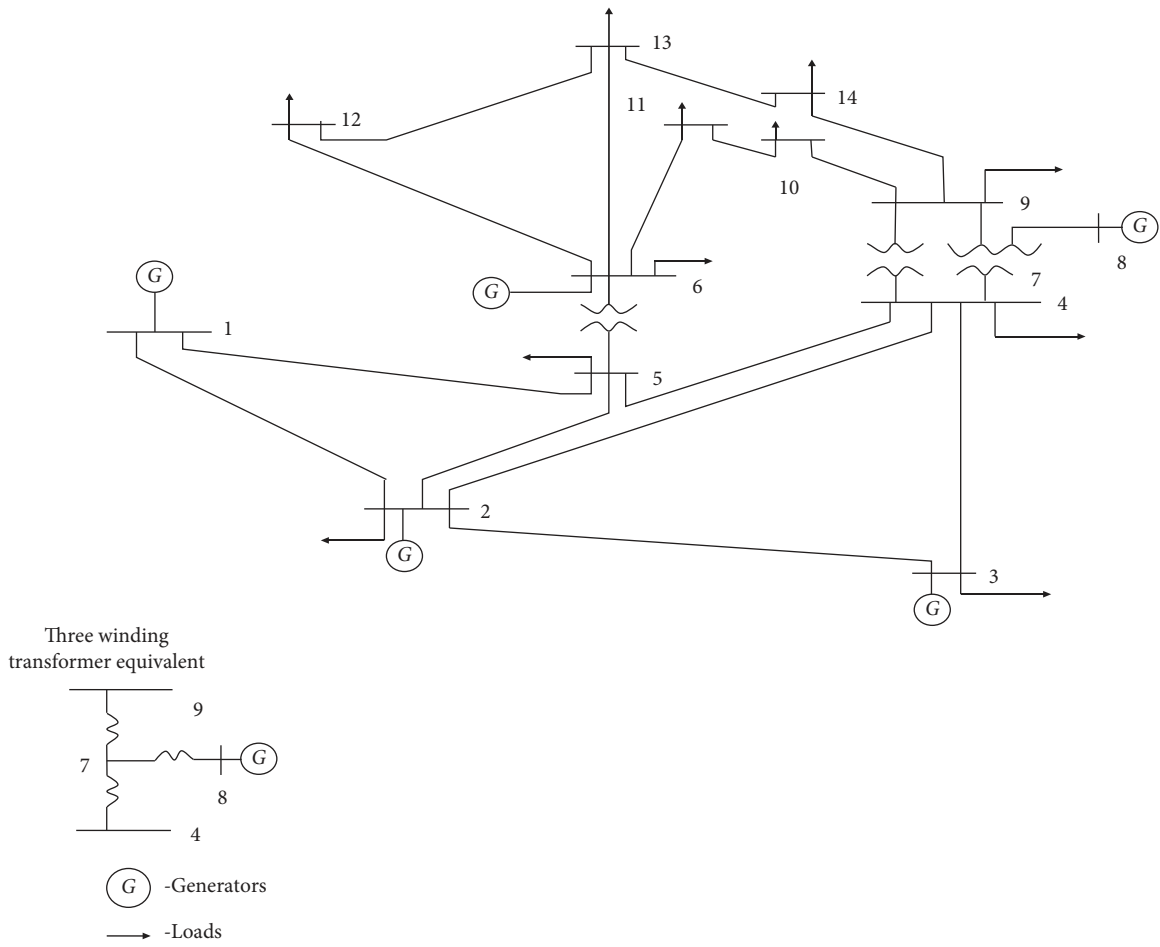 13
11
14
12
10
9
G
8
7
6
G
4
G
1
5
2
G
3
G
Three winding
transformer equivalent
9
7
G
8
4
G -Generators
-Loads